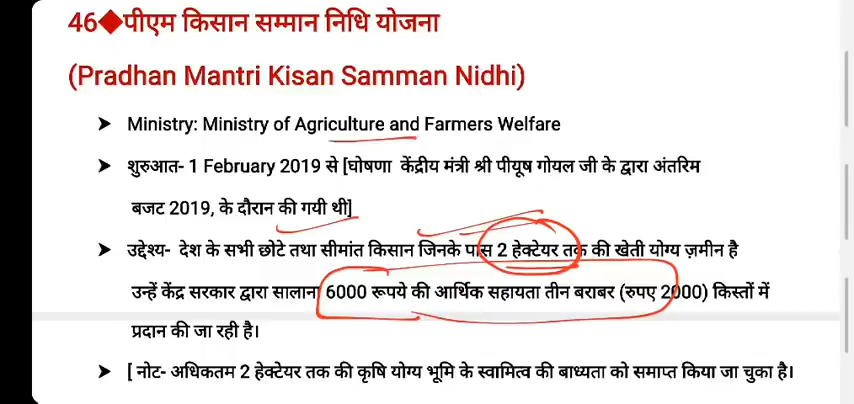 46◆पीएम किसान सम्मान निधि योजना
(Pradhan Mantri Kisan Samman Nidhi)
➤ Ministry: Ministry of Agriculture and Farmers Welfare
➤ शुरुआत- 1 February 2019 से [घोषणा केंद्रीय मंत्री श्री पीयूष गोयल जी के द्वारा अंतरिम
बजट 2019, के दौरान की गयी थी]
➤ उद्देश्य- देश के सभी छोटे तथा सीमांत किसान जिनके पास 2 हेक्टेयर तक की खेती योग्य ज़मीन है
उन्हें केंद्र सरकार द्वारा सालाना 6000 रूपये की आर्थिक सहायता तीन बराबर (रुपए 2000) किस्तों में
प्रदान की जा रही है।
➤ [ नोट- अधिकतम 2 हेक्टेयर तक की कृषि योग्य भूमि के स्वामित्व की बाध्यता को समाप्त किया जा चुका है।